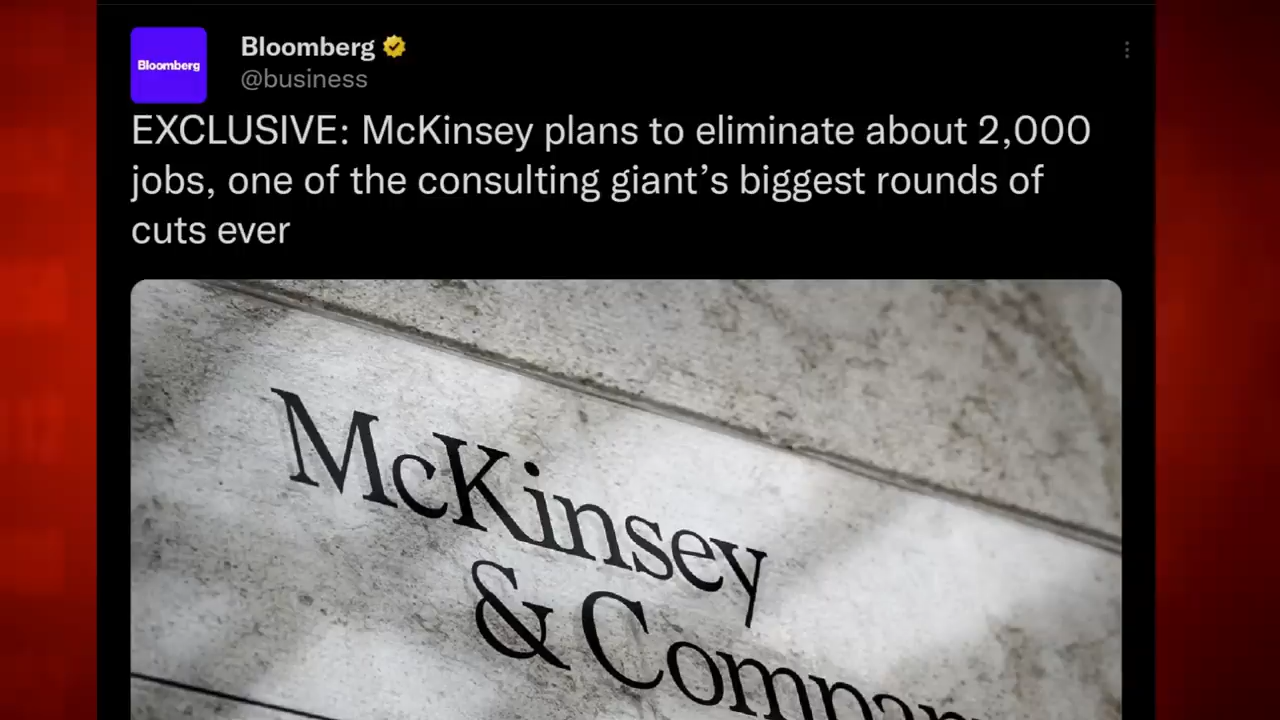 Bloomberg
Bloomberg
@business
EXCLUSIVE: McKinsey plans to eliminate about 2,000
jobs, one of the consulting giant’s biggest rounds of
cuts ever
McKinsey
& Compan